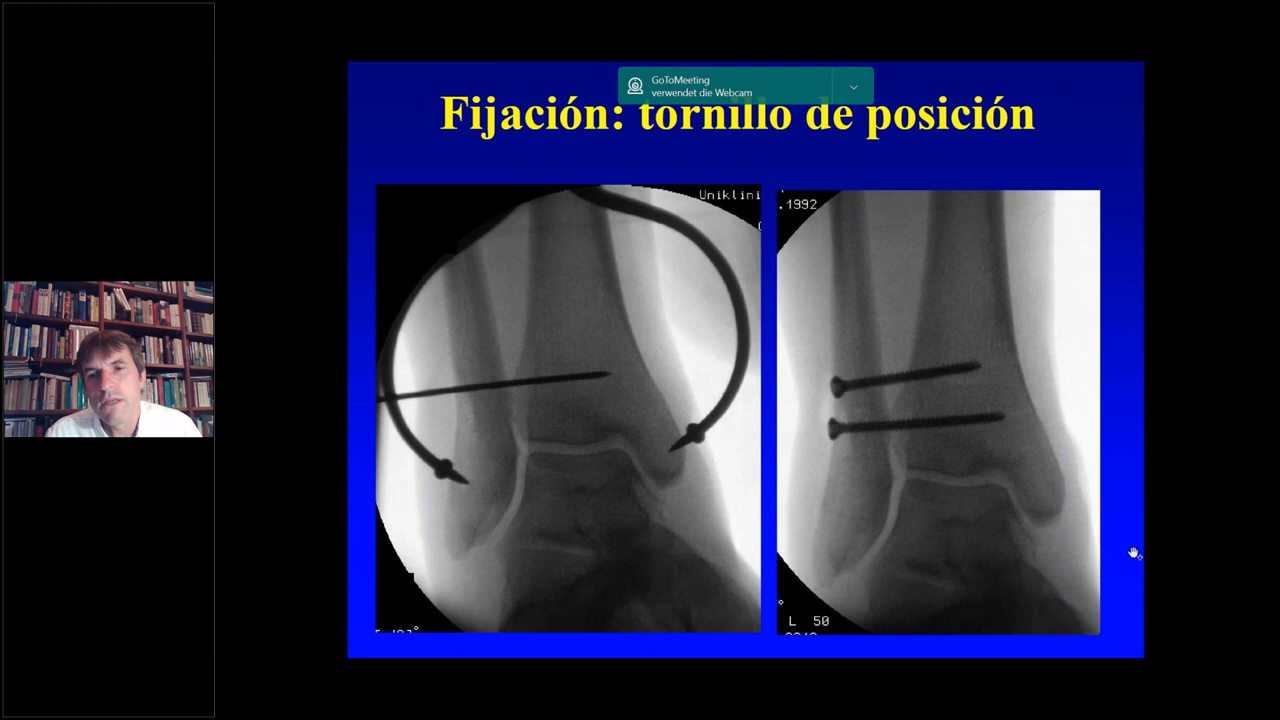 GoToMeeting
verwendet die Webcam
Fijación: tornillo de posición
Uniklini
.1992
L 50